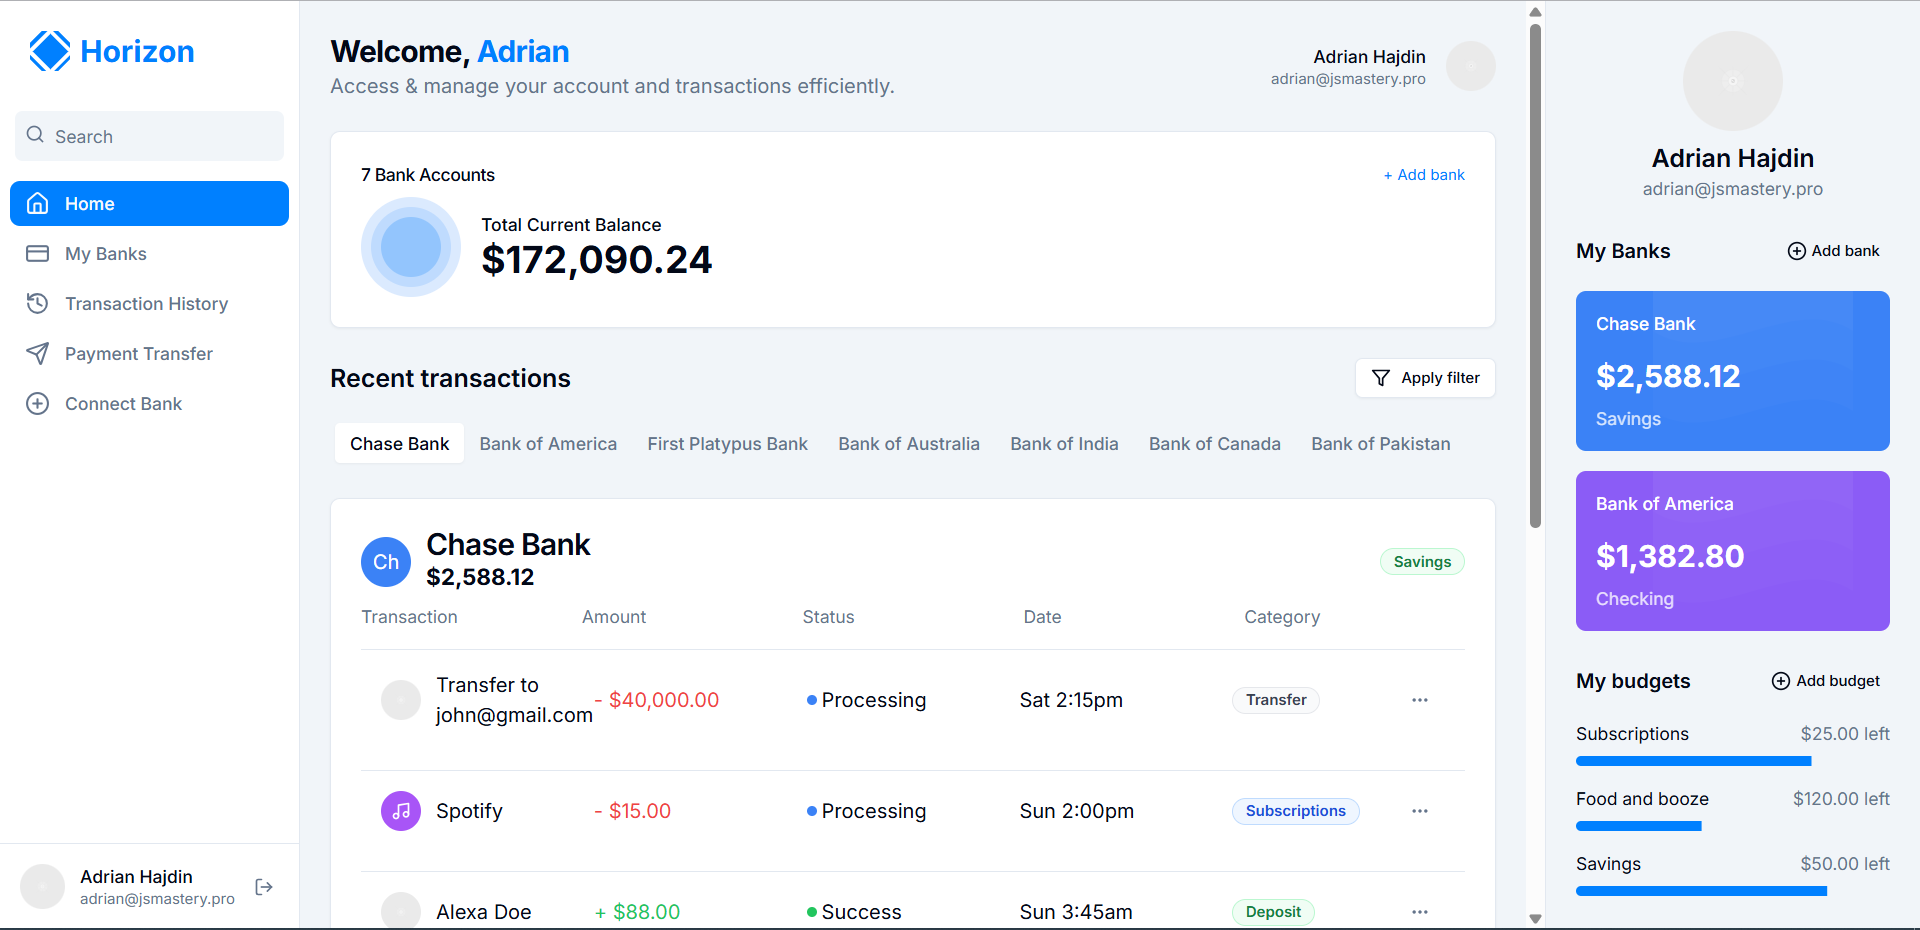 Horizon
Search
Home
My Banks
Transaction History
Payment Transfer
Connect Bank
Adrian Hajdin
adrian@jsmastery.pro
Welcome, Adrian
Access & manage your account and transactions efficiently.
Adrian Hajdin
adrian@jsmastery.pro
7 Bank Accounts
+ Add bank
Total Current Balance
$172,090.24
Recent transactions
Apply filter
Chase Bank Bank of America First Platypus Bank Bank of Australia Bank of India Bank of Canada Bank of Pakistan
Ch
Chase Bank
$2,588.12
Savings
Transaction Amount Status Date Category
Transfer to
john@gmail.com - $40,000.00 Processing Sat 2:15pm Transfer ...
Spotify - $15.00 Processing Sun 2:00pm Subscriptions ...
Alexa Doe + $88.00 Success Sun 3:45am Deposit ...
Adrian Hajdin
adrian@jsmastery.pro
My Banks
Add bank
Chase Bank
$2,588.12
Savings
Bank of America
$1,382.80
Checking
My budgets
Add budget
Subscriptions $25.00 left
Food and booze $120.00 left
Savings $50.00 left